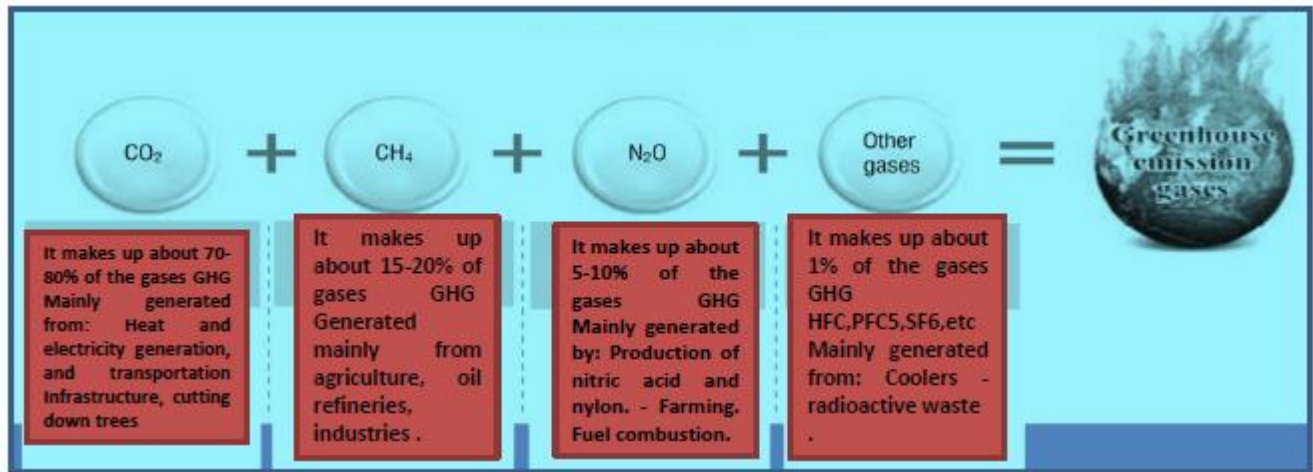 CO₂
+
CH₄
+
N₂O
+
Other
gases
=
Greenhouse
emission
gases
It makes up about 70-
80% of the gases GHG
Mainly generated
from: Heat and
electricity generation,
and transportation
Infrastructure, cutting
down trees
It makes up
about 15-20% of
gases GHG
Generated
mainly from
agriculture, oil
refineries,
industries .
It makes up about
5-10% of the
gases GHG
Mainly generated
by: Production of
nitric acid and
nylon. - Farming.
Fuel combustion.
It makes up about
1% of the gases
GHG
HFC,PFC5,SF6,etc
Mainly generated
from: Coolers -
radioactive waste
.